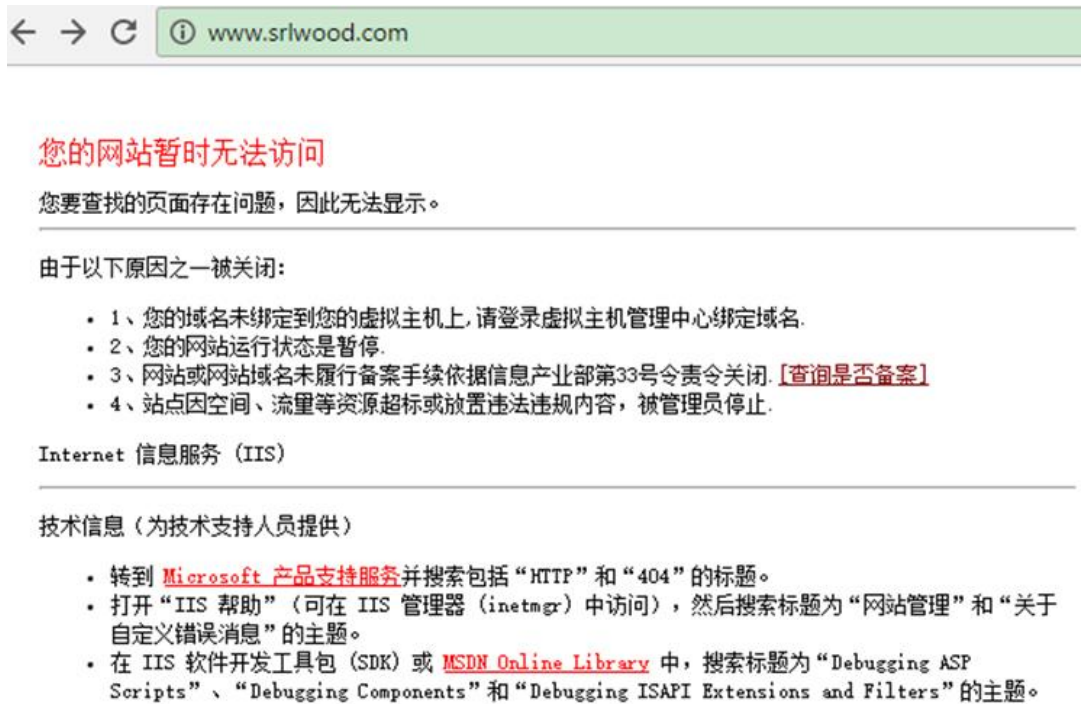 www.srlwood.com
您的网站暂时无法访问
您要查找的页面存在问题，因此无法显示。
由于以下原因之一被关闭：
• 1、您的域名未绑定到您的虚拟主机上,请登录虚拟主机管理中心绑定域名.
• 2、您的网站运行状态是暂停.
• 3、网站或网站域名未履行备案手续依据信息产业部第33号令责令关闭. [查询是否备案]
• 4、站点因空间、流量等资源超标或放置违法违规内容，被管理员停止.
Internet 信息服务 (IIS)
技术信息（为技术支持人员提供）
• 转到 Microsoft 产品支持服务并搜索包括“HTTP”和“404”的标题。
• 打开“IIS 帮助”（可在 IIS 管理器 (inetmgr) 中访问），然后搜索标题为“网站管理”和“关于
自定义错误消息”的主题。
• 在 IIS 软件开发工具包 (SDK) 或 MSDN Online Library 中，搜索标题为“Debugging ASP
Scripts”、“Debugging Components”和“Debugging ISAPI Extensions and Filters”的主题。